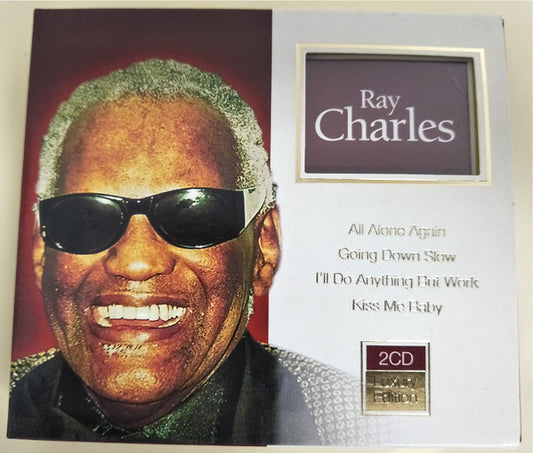 Ray
Charles
All Alone Again
Going Down Slow
I'll Do Anything But Work
Kiss Me Baby
2CD
Luxury
Edition